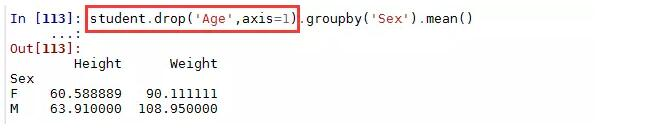 In [113]: student.drop('Age',axis=1).groupby('Sex').mean()
...:
Out[113]:
Height Weight
Sex
F 60.588889 90.111111
M 63.910000 108.950000